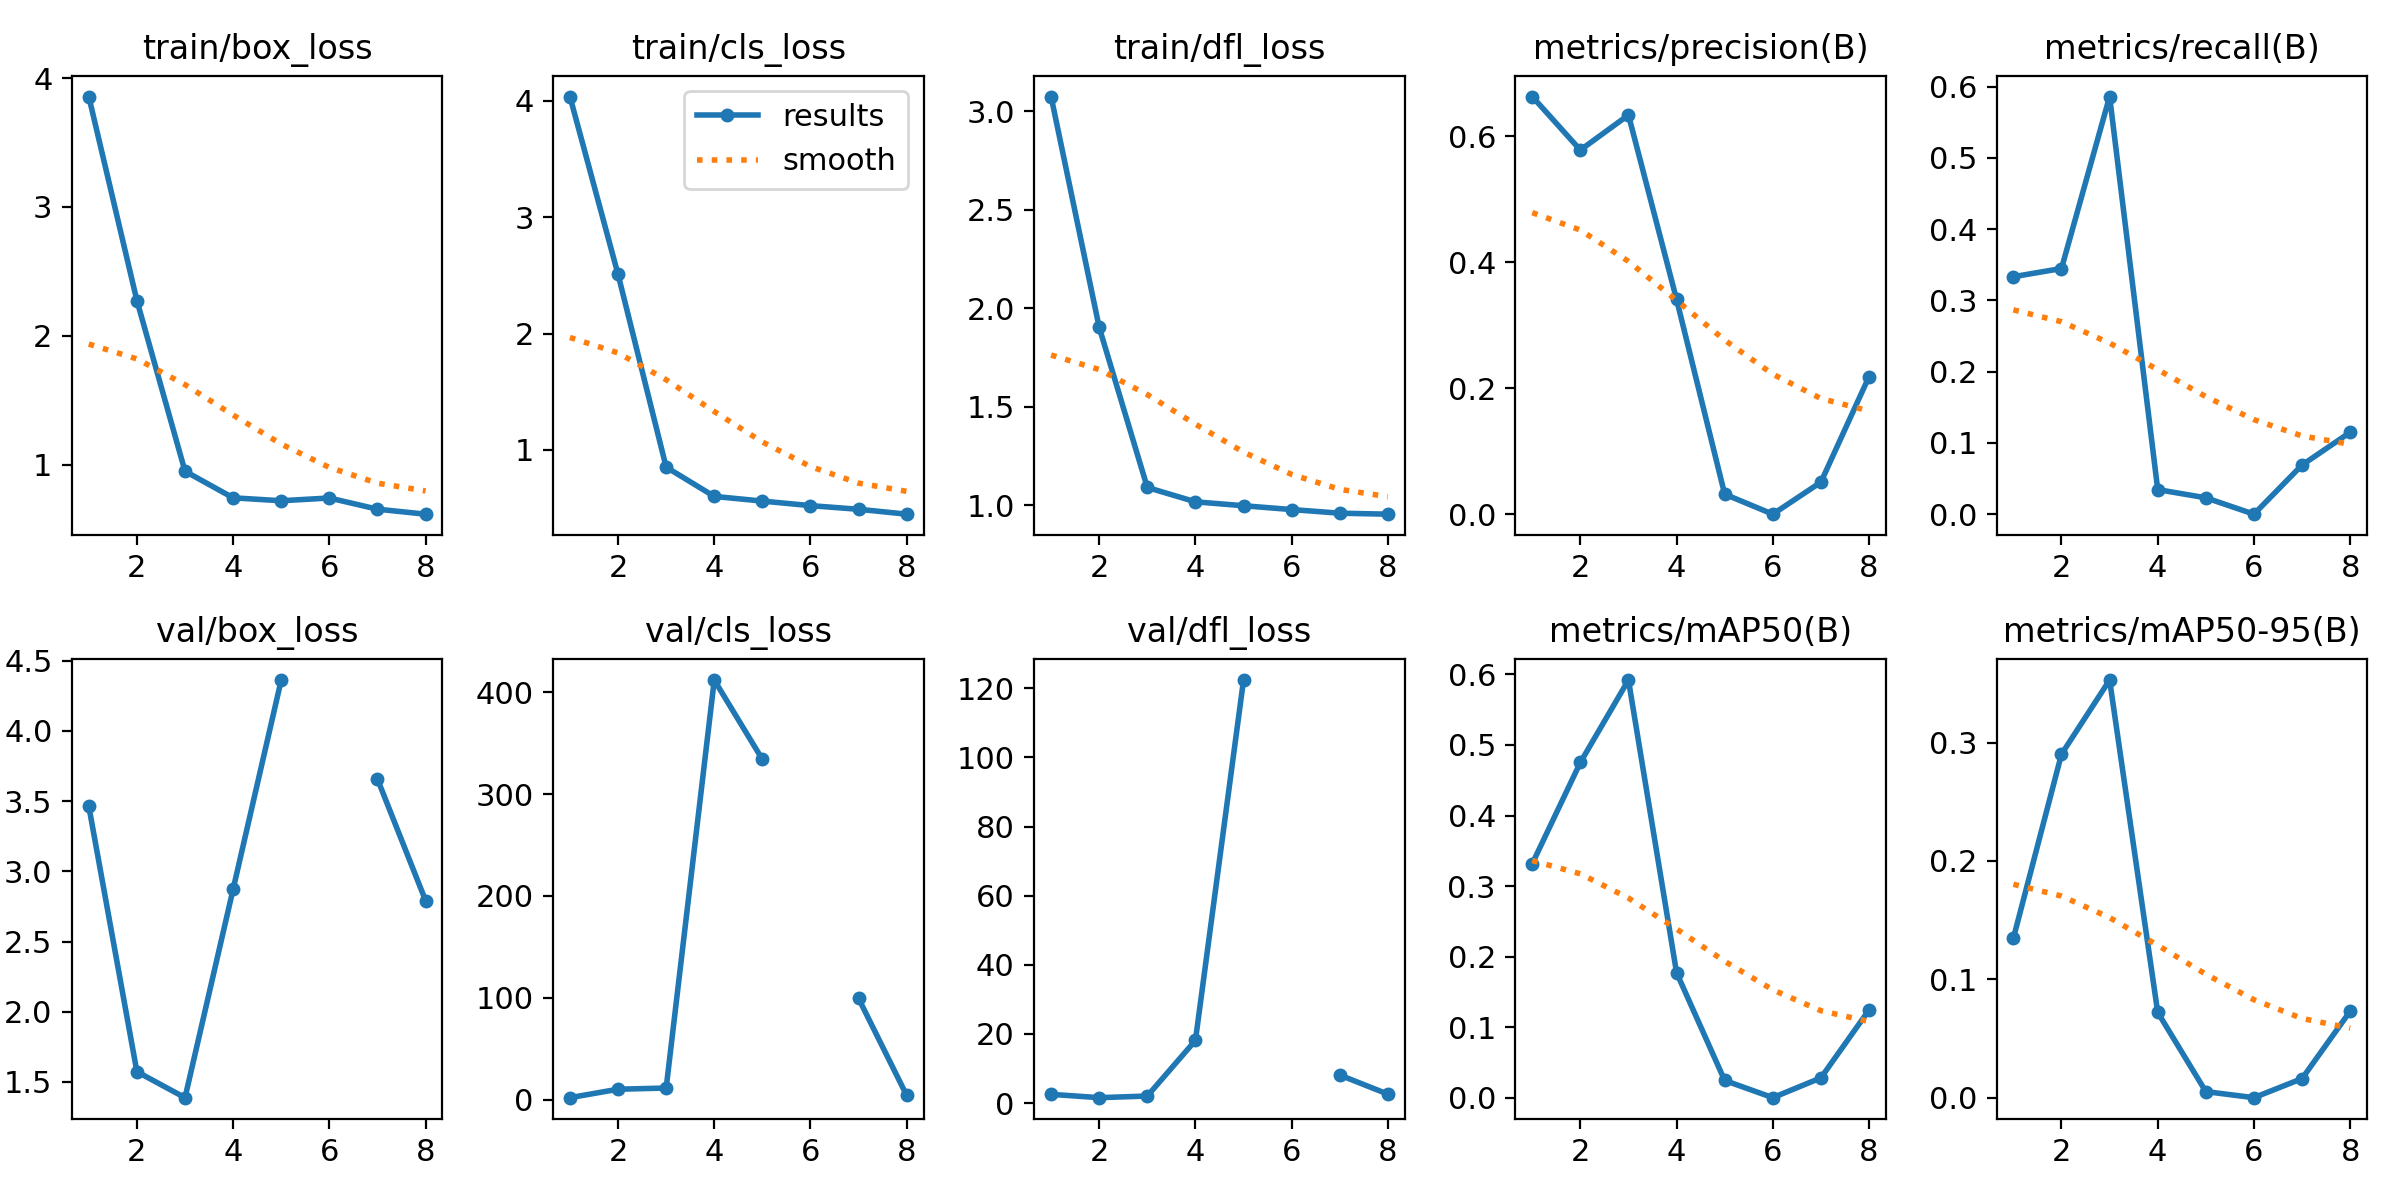 train/box_loss
4
3
2
1
2 4 6 8
train/cls_loss
results
smooth
4
3
2
1
2 4 6 8
train/dfl_loss
3.0
2.5
2.0
1.5
1.0
2 4 6 8
metrics/precision(B)
0.6
0.4
0.2
0.0
2 4 6 8
metrics/recall(B)
0.6
0.5
0.4
0.3
0.2
0.1
0.0
2 4 6 8
val/box_loss
4.5
4.0
3.5
3.0
2.5
2.0
1.5
2 4 6 8
val/cls_loss
400
300
200
100
0
2 4 6 8
val/dfl_loss
120
100
80
60
40
20
0
2 4 6 8
metrics/mAP50(B)
0.6
0.5
0.4
0.3
0.2
0.1
0.0
2 4 6 8
metrics/mAP50-95(B)
0.3
0.2
0.1
0.0
2 4 6 8